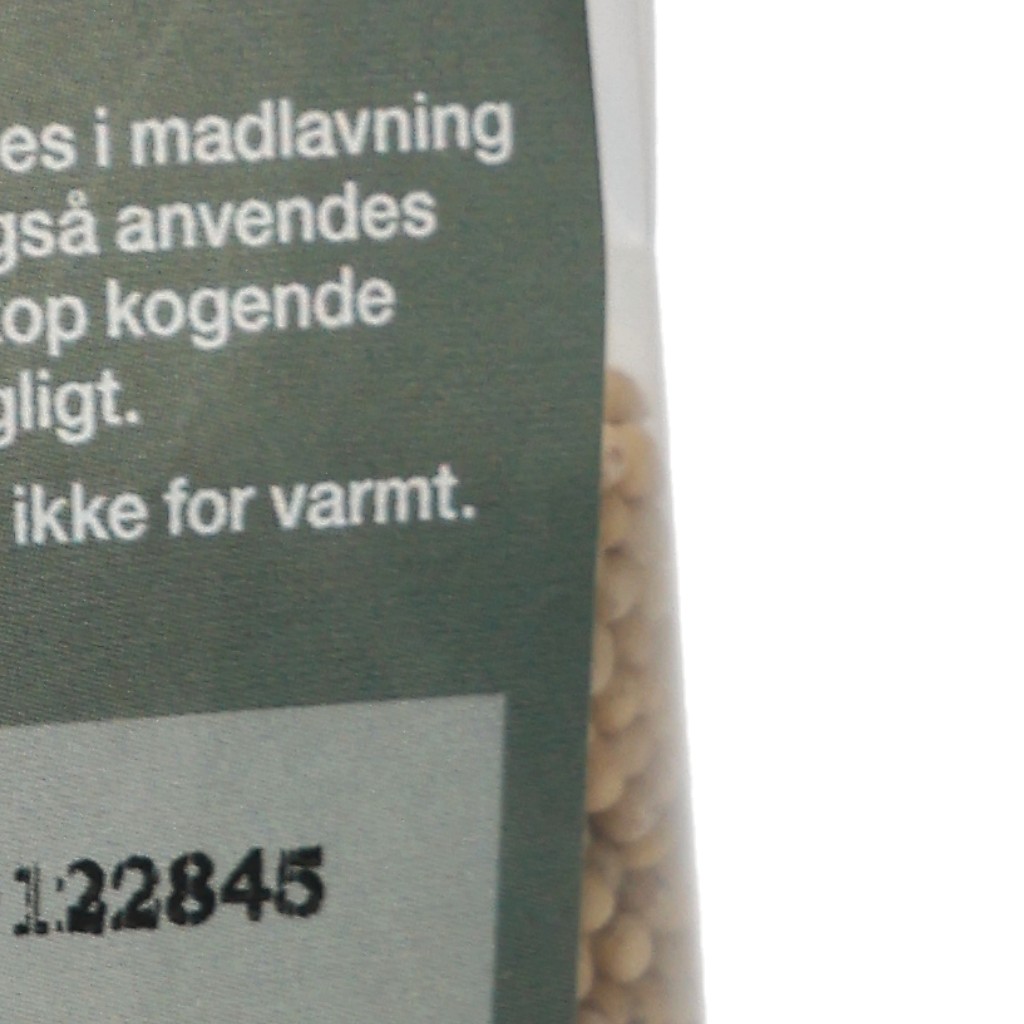 es i madlavning
gså anvendes
op kogende
gligt.
ikke for varmt.
122845